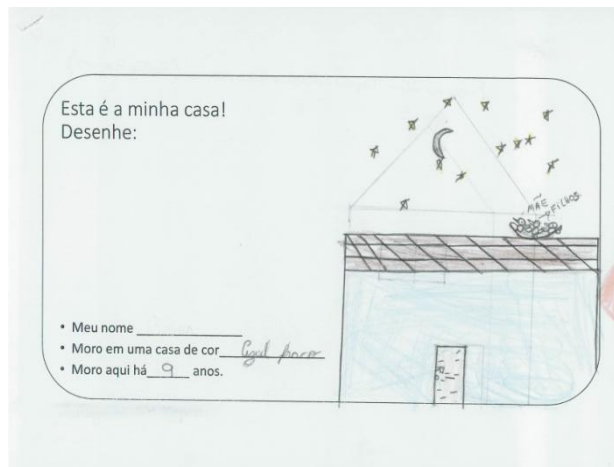 Esta é a minha casa!
Desenhe:
MÃE
FILHOS
• Meu nome
• Moro em uma casa de cor Azul
• Moro aqui há 9 anos.